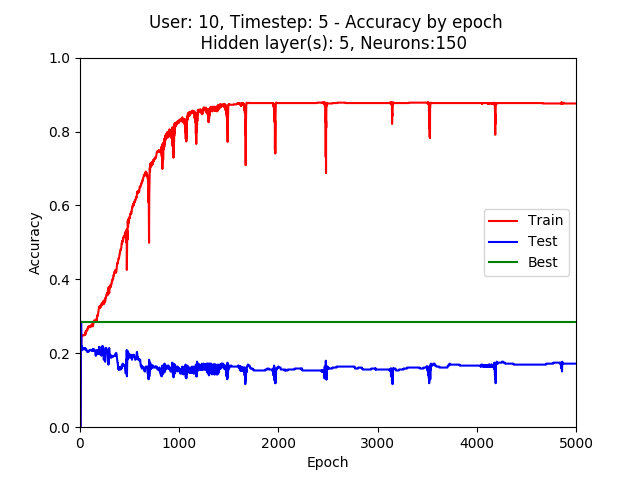 User: 10, Timestep: 5 - Accuracy by epoch
Hidden layer(s): 5, Neurons:150
1.0
0.8
0.6
0.4
0.2
0.0
Accuracy
Train
Test
Best
0 1000 2000 3000 4000 5000
Epoch